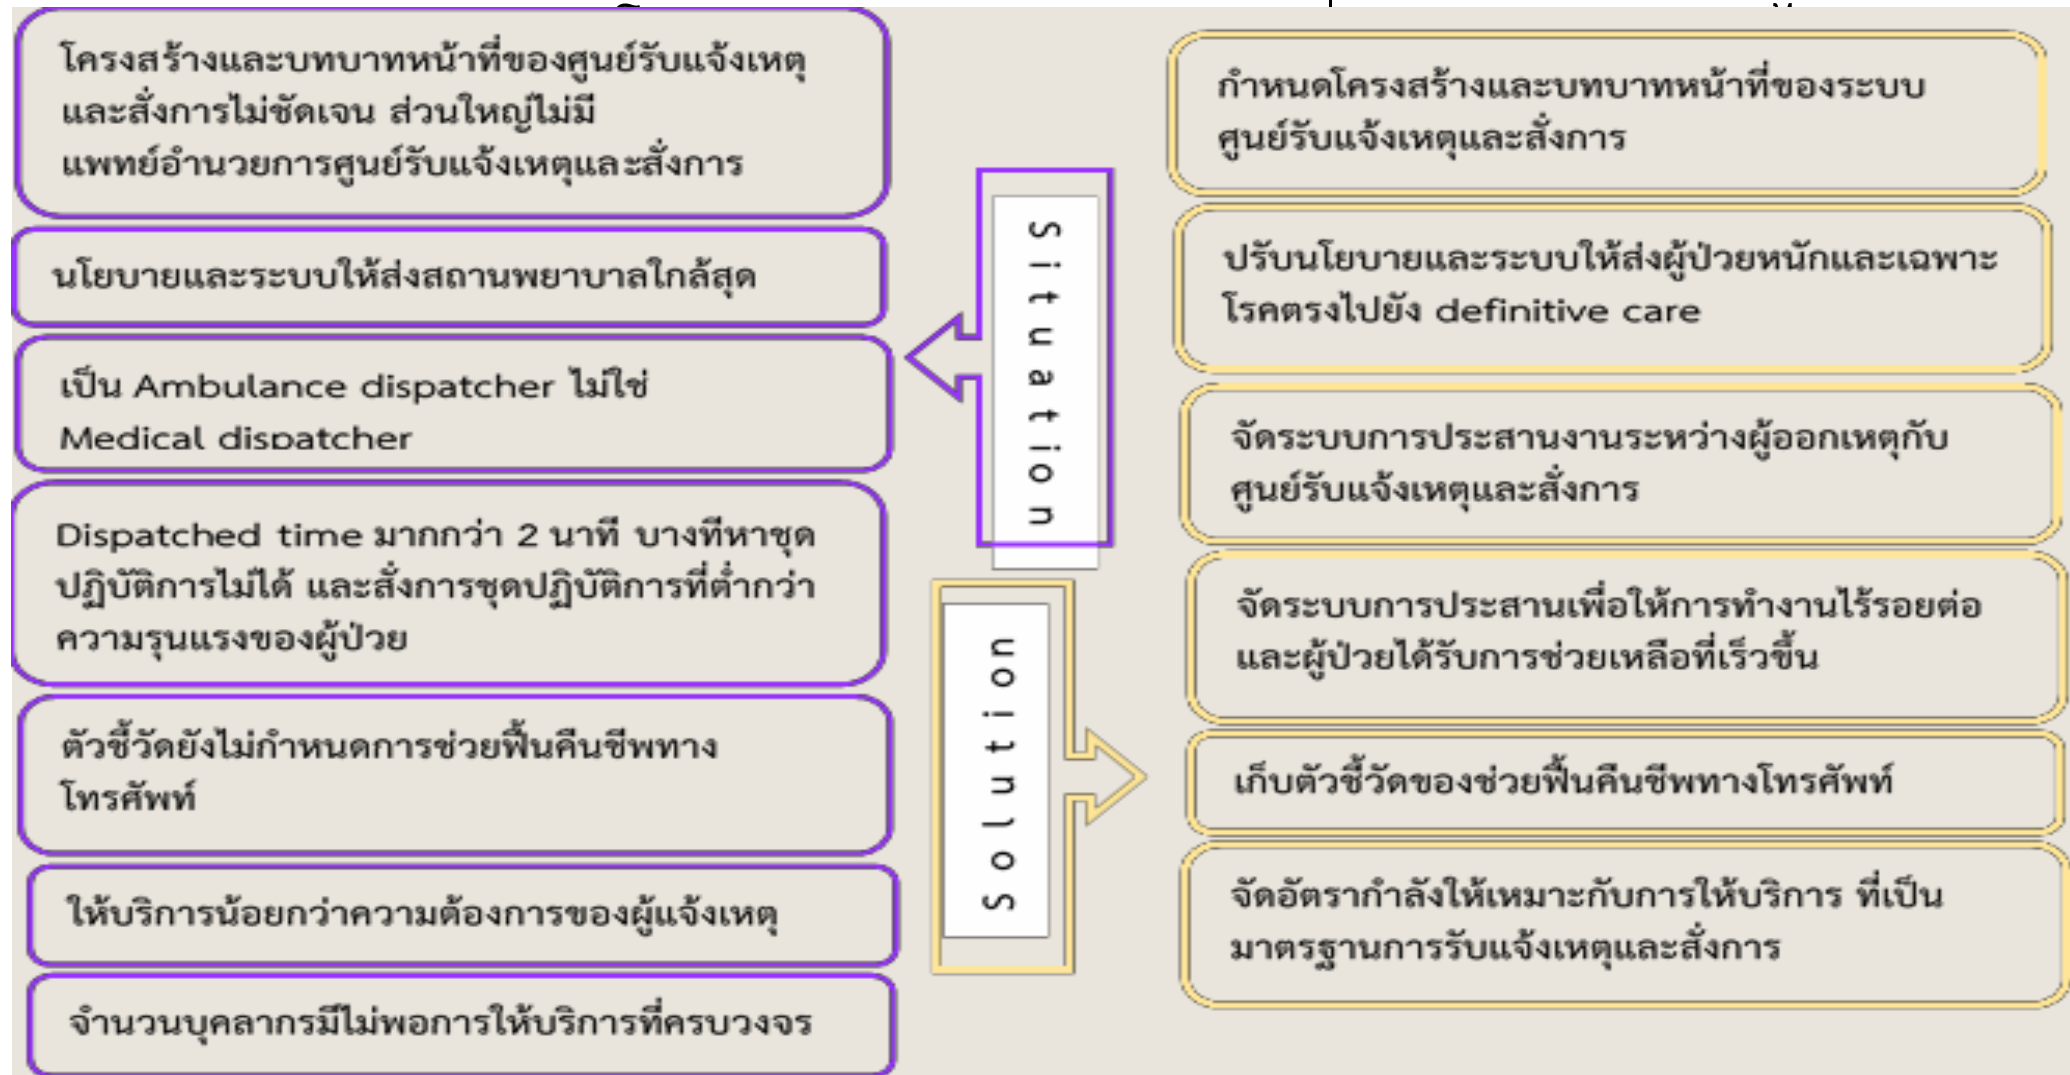 โครงสร้างและบทบาทหน้าที่ของศูนย์รับแจ้งเหตุ
และสั่งการไม่ชัดเจน ส่วนใหญ่ไม่มี
แพทย์อำนวยการศูนย์รับแจ้งเหตุและสั่งการ
นโยบายและระบบให้ส่งสถานพยาบาลใกล้สุด
เป็น Ambulance dispatcher ไม่ใช่
Medical dispatcher
Dispatched time มากกว่า 2 นาที บางทีหาชุด
ปฏิบัติการไม่ได้ และสั่งการชุดปฏิบัติการที่ต่ำกว่า
ความรุนแรงของผู้ป่วย
ตัวชี้วัดยังไม่กำหนดการช่วยฟื้นคืนชีพทาง
โทรศัพท์
ให้บริการน้อยกว่าความต้องการของผู้แจ้งเหตุ
จำนวนบุคลากรมีไม่พอการให้บริการที่ครบวงจร
Situation
Solution
กำหนดโครงสร้างและบทบาทหน้าที่ของระบบ
ศูนย์รับแจ้งเหตุและสั่งการ
ปรับนโยบายและระบบให้ส่งผู้ป่วยหนักและเฉพาะ
โรคตรงไปยัง definitive care
จัดระบบการประสานงานระหว่างผู้ออกเหตุกับ
ศูนย์รับแจ้งเหตุและสั่งการ
จัดระบบการประสานเพื่อให้การทำงานไร้รอยต่อ
และผู้ป่วยได้รับการช่วยเหลือที่เร็วขึ้น
เก็บตัวชี้วัดของช่วยฟื้นคืนชีพทางโทรศัพท์
จัดอัตรากำลังให้เหมาะกับการให้บริการ ที่เป็น
มาตรฐานการรับแจ้งเหตุและสั่งการ